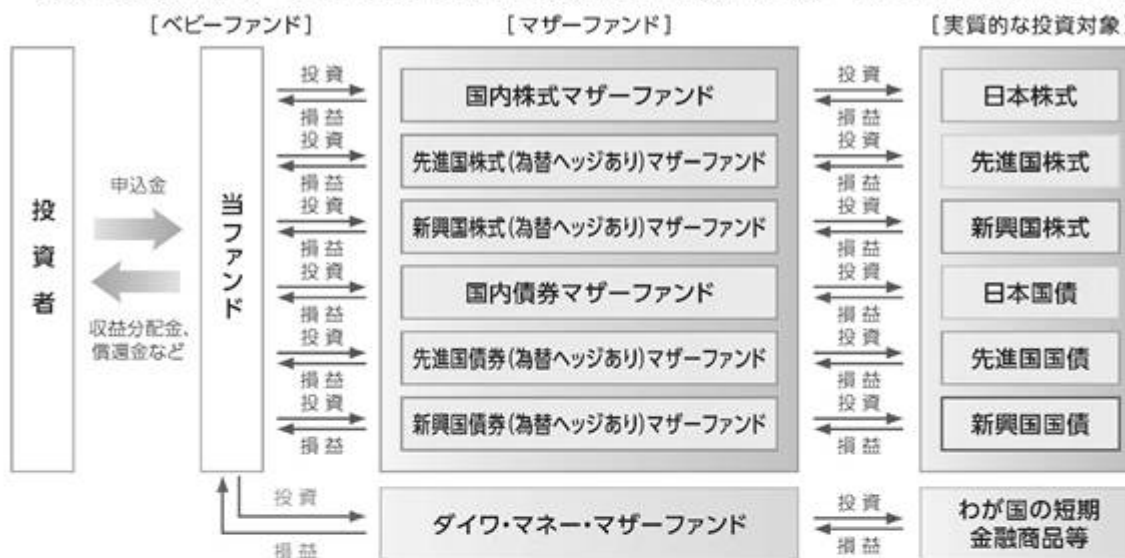 [ベビーファンド]
[マザーファンド]
[実質的な投資対象]
投資者
申込金
収益分配金、
償還金など
当ファンド
投資
損益
国内株式マザーファンド
投資
損益
日本株式
投資
損益
先進国株式(為替ヘッジあり)マザーファンド
投資
損益
先進国株式
投資
損益
新興国株式(為替ヘッジあり)マザーファンド
投資
損益
新興国株式
投資
損益
国内債券マザーファンド
投資
損益
日本国債
投資
損益
先進国債券(為替ヘッジあり)マザーファンド
投資
損益
先進国国債
投資
損益
新興国債券(為替ヘッジあり)マザーファンド
投資
損益
新興国国債
投資
損益
ダイワ・マネー・マザーファンド
投資
損益
わが国の短期
金融商品等